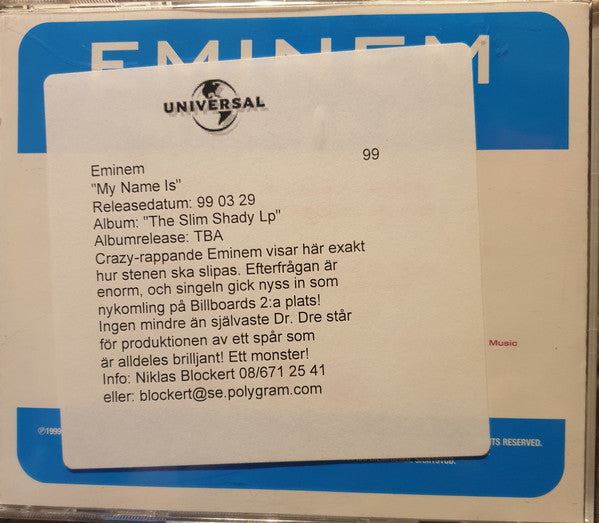 EMINEM
UNIVERSAL
99
Eminem
"My Name Is"
Releasedatum: 99 03 29
Album: "The Slim Shady Lp"
Albumrelease: TBA
Crazy-rappande Eminem visar här exakt
hur stenen ska slipas. Efterfrågan är
enorm, och singeln gick nyss in som
nykomling på Billboards 2:a plats!
Ingen mindre än självaste Dr. Dre står
för produktionen av ett spår som
är alldeles brilljant! Ett monster!
Info: Niklas Blockert 08/671 25 41
eller: blockert@se.polygram.com
Music
℗1999
RESERVED.